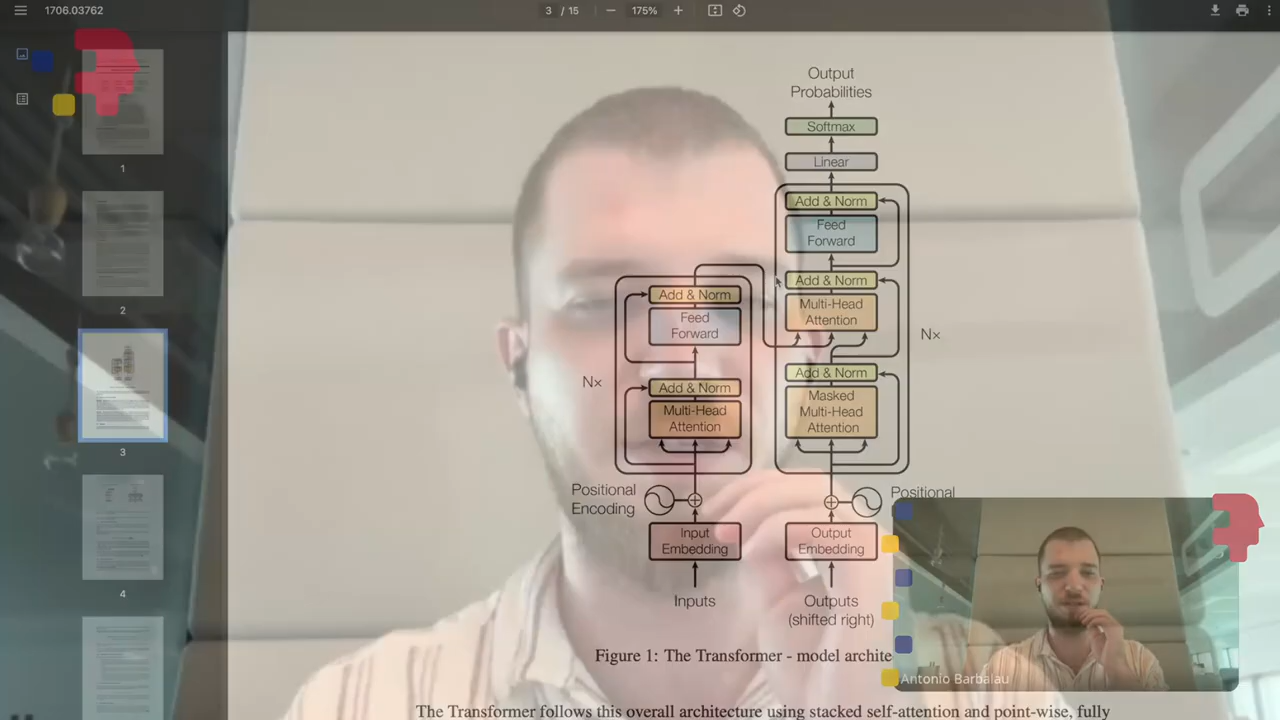 1706.03762
3 / 15
175%
1
2
3
4
Output
Probabilities
Softmax
Linear
Add & Norm
Feed
Forward
Add & Norm
Multi-Head
Attention
Nx
Add & Norm
Masked
Multi-Head
Attention
Add & Norm
Feed
Forward
Nx
Add & Norm
Multi-Head
Attention
Positional
Encoding
Positional
Input
Embedding
Output
Embedding
Inputs
Outputs
(shifted right)
Figure 1: The Transformer - model archite
Antonio Barbalau
The Transformer follows this overall architecture using stacked self-attention and point-wise, fully